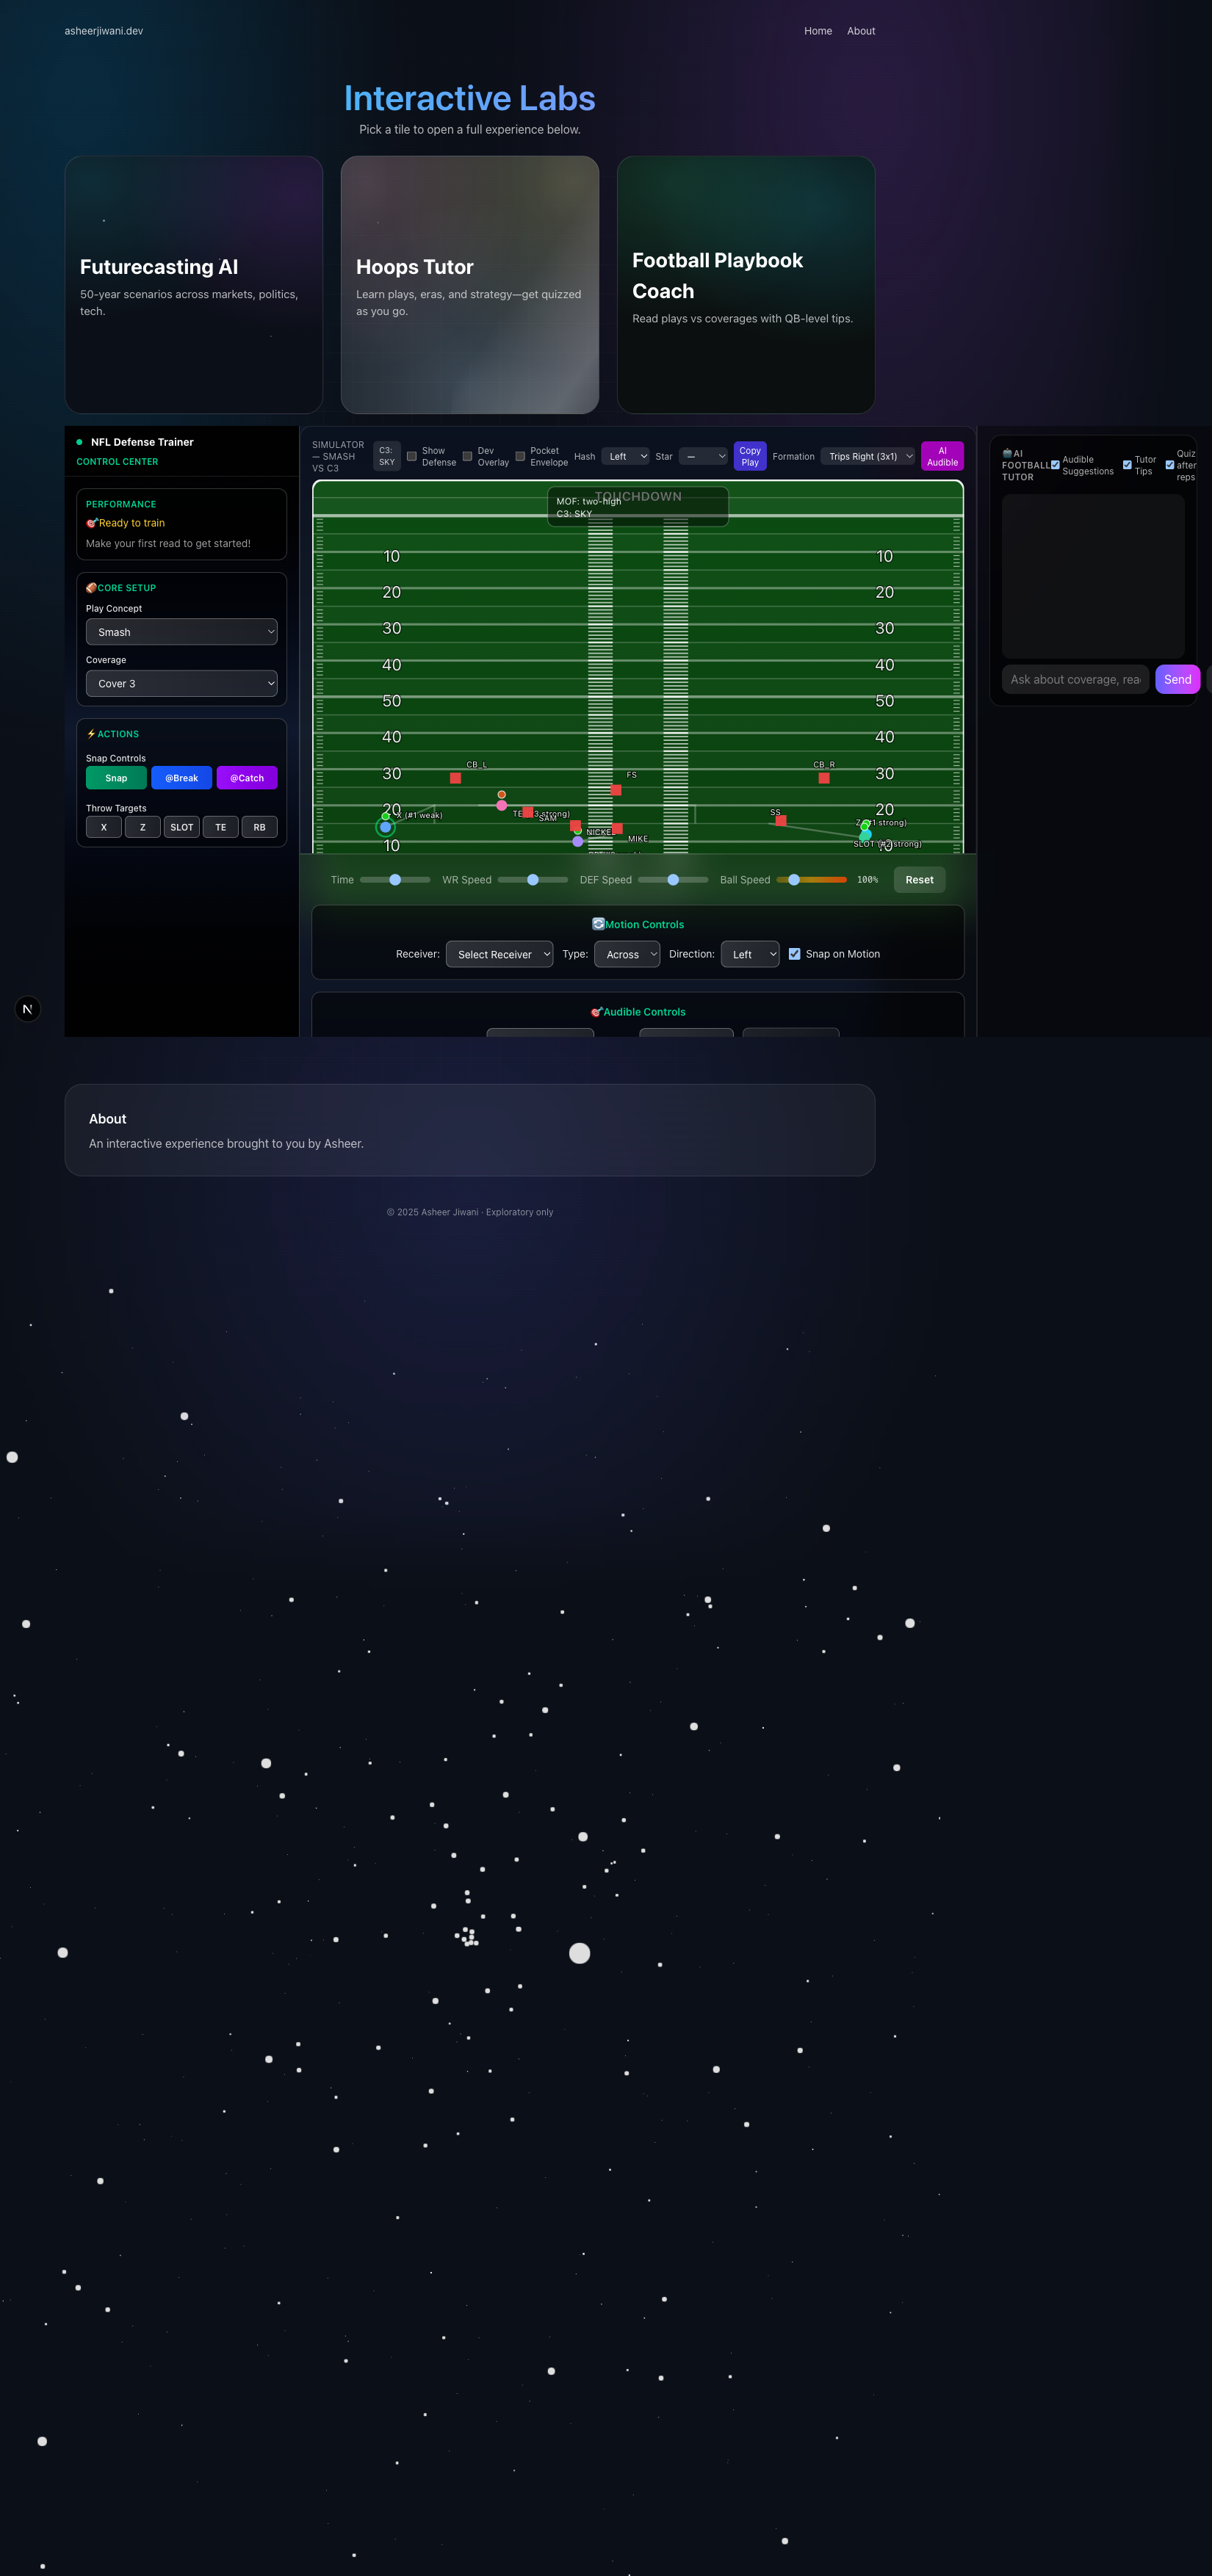 asheerjiwani.dev
Home About
Interactive Labs
Pick a tile to open a full experience below.
Futurecasting AI
50-year scenarios across markets, politics,
tech.
Hoops Tutor
Learn plays, eras, and strategy—get quizzed
as you go.
Football Playbook
Coach
Read plays vs coverages with QB-level tips.
NFL Defense Trainer
CONTROL CENTER
PERFORMANCE
🎯Ready to train
Make your first read to get started!
🏈CORE SETUP
Play Concept
Smash
Coverage
Cover 3
⚡ACTIONS
Snap Controls
Snap @Break @Catch
Throw Targets
X Z SLOT TE RB
SIMULATOR
— SMASH
VS C3
C3:
SKY
Show
Defense
Dev
Overlay
Pocket
Envelope
Hash
Left
Star
—
Copy
Play
Formation
Trips Right (3x1)
AI
Audible
TOUCHDOWN
MOF: two-high
C3: SKY
10 10
20 20
30 30
40 40
50 50
40 40
30 30
20 20
10
CB_L
FS
CB_R
X (#1 weak)
SAM
NICKEL
MIKE
SS
SLOT (#2 strong)
Time
WR Speed
DEF Speed
Ball Speed
100%
Reset
🔄Motion Controls
Receiver:
Select Receiver
Type:
Across
Direction:
Left
Snap on Motion
🎯Audible Controls
🤖AI
FOOTBALL
TUTOR
Audible
Suggestions
Tutor
Tips
Quiz
after
reps
Ask about coverage, rea
Send
N
About
An interactive experience brought to you by Asheer.
© 2025 Asheer Jiwani · Exploratory only